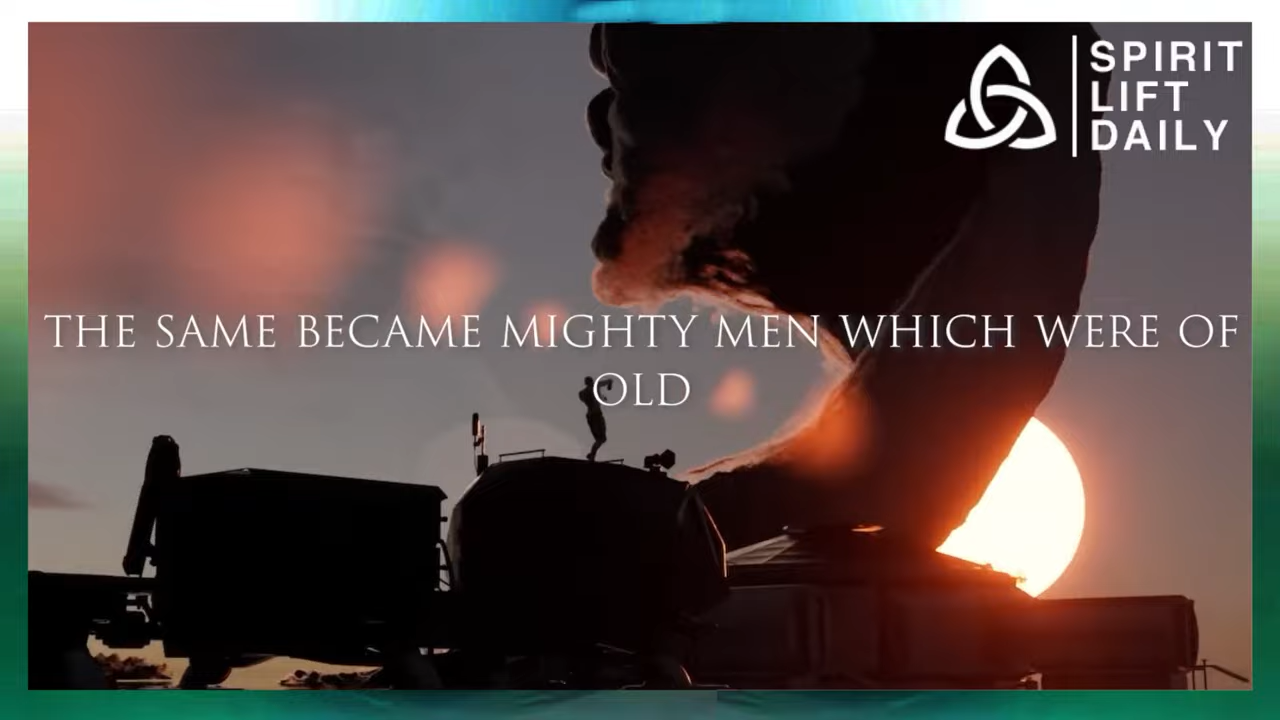 SPIRIT
LIFT
DAILY
THE SAME BECAME MIGHTY MEN WHICH WERE OF
OLD